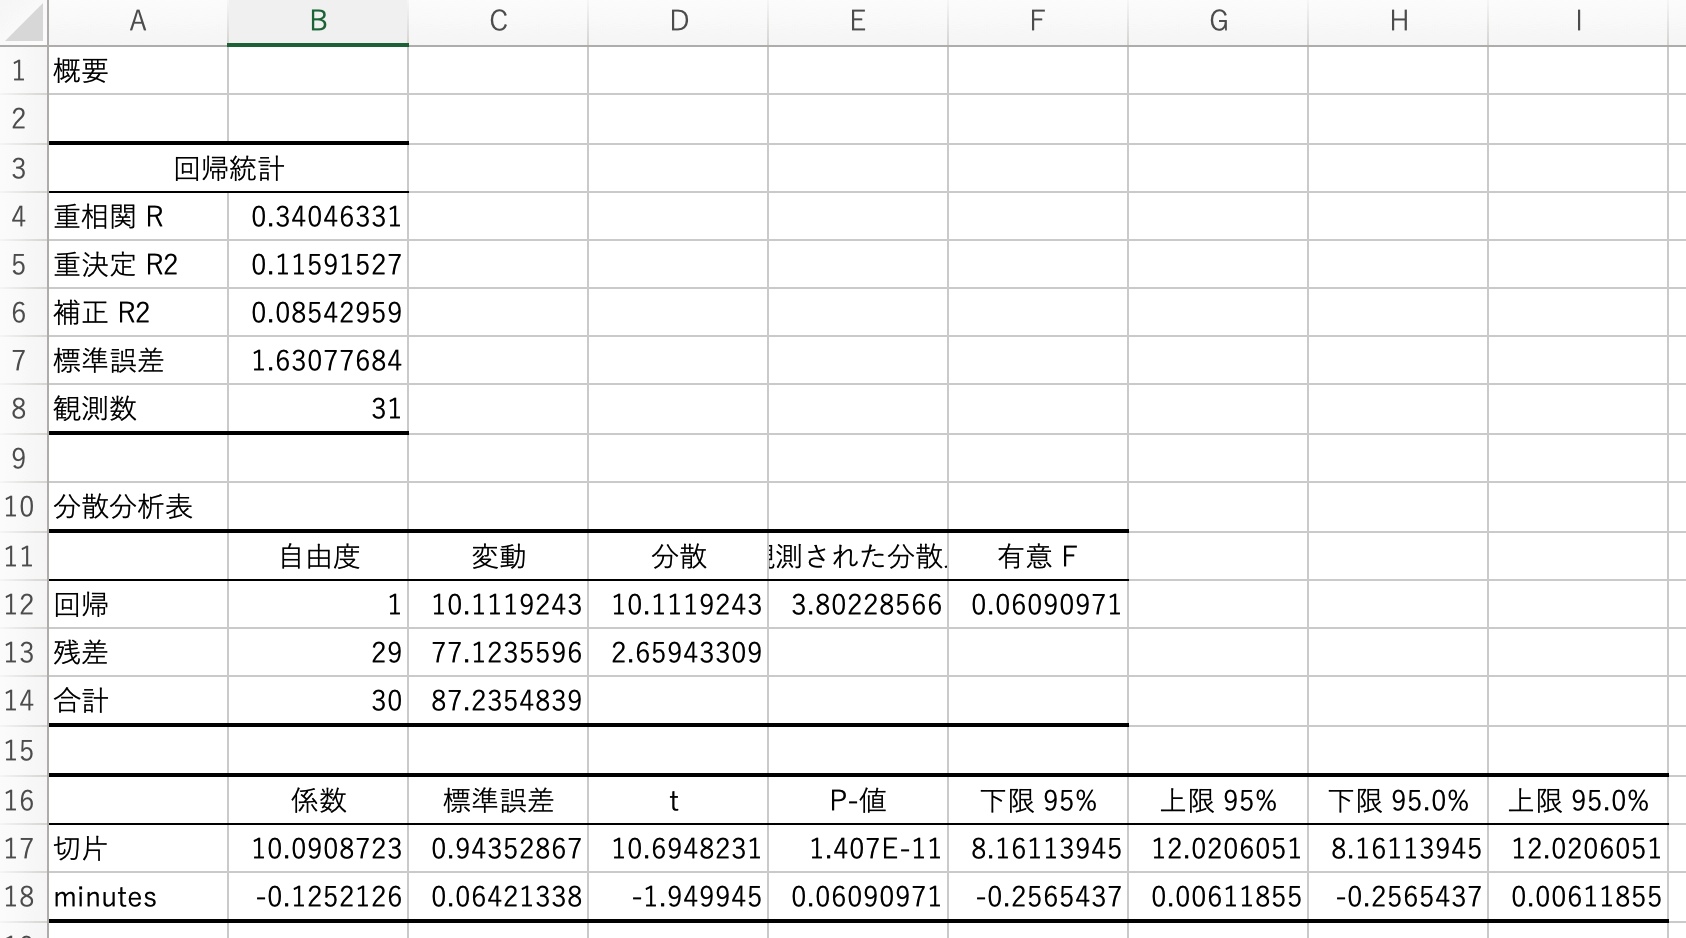 A B C D E F G H I
1 概要
2
3 回帰統計
4 重相関 R 0.34046331
5 重決定 R2 0.11591527
6 補正 R2 0.08542959
7 標準誤差 1.63077684
8 観測数 31
9
10 分散分析表
11 自由度 変動 分散 測された分散 有意 F
12 回帰 1 10.1119243 10.1119243 3.80228566 0.06090971
13 残差 29 77.1235596 2.65943309
14 合計 30 87.2354839
15
16 係数 標準誤差 t P-値 下限 95% 上限 95% 下限 95.0% 上限 95.0%
17 切片 10.0908723 0.94352867 10.6948231 1.407E-11 8.16113945 12.0206051 8.16113945 12.0206051
18 minutes -0.1252126 0.06421338 -1.949945 0.06090971 -0.2565437 0.00611855 -0.2565437 0.00611855